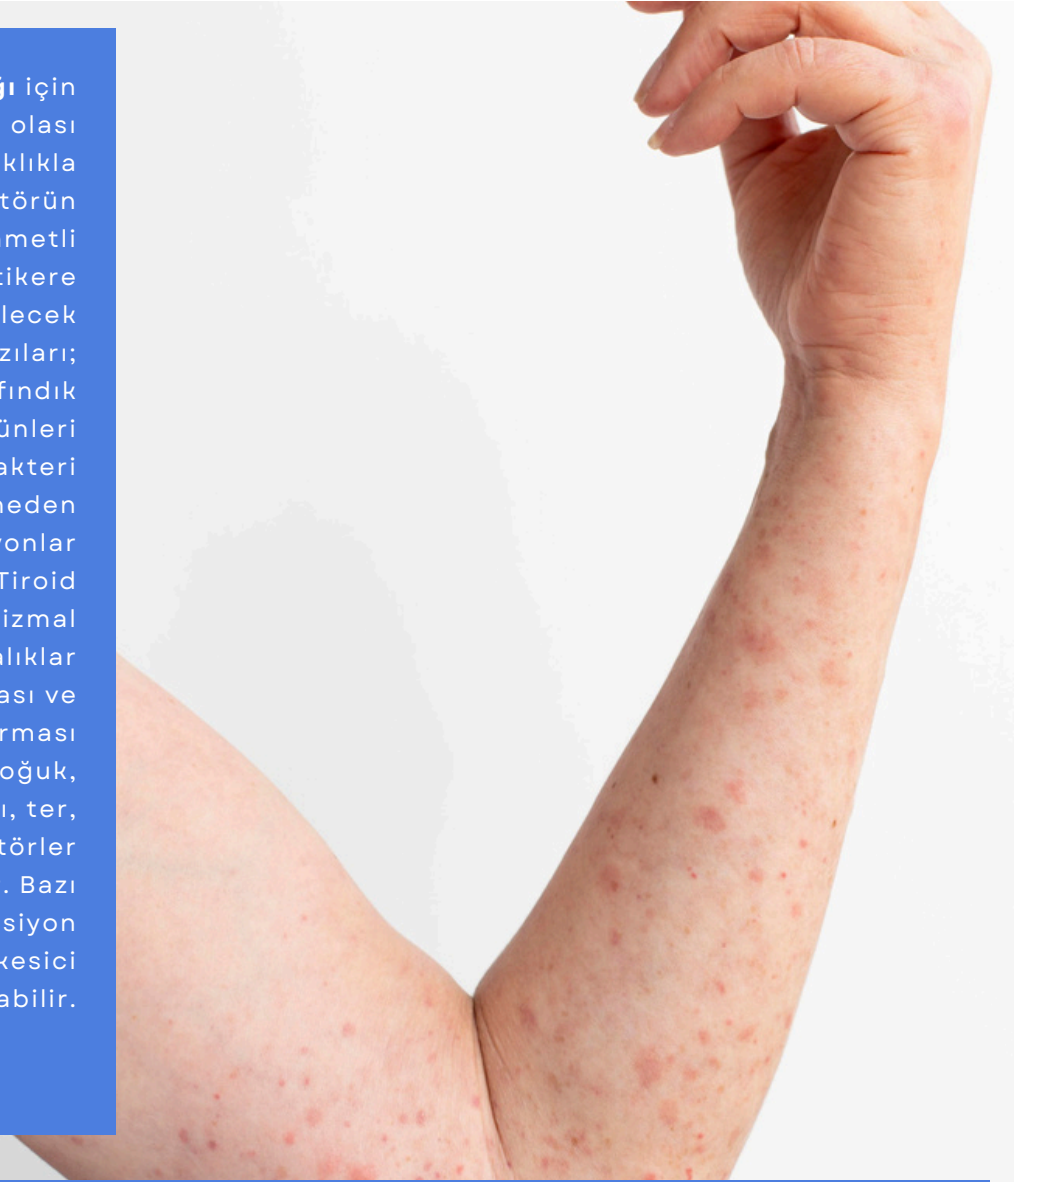 ğı için
olası
klıkla
törün
metli
tikere
lecek
zıları;
fındık
ünleri
akteri
neden
yonlar
Tiroid
izmal
alıklar
ası ve
rması
oğuk,
ı, ter,
törler
. Bazı
siyon
kesici
abilir.